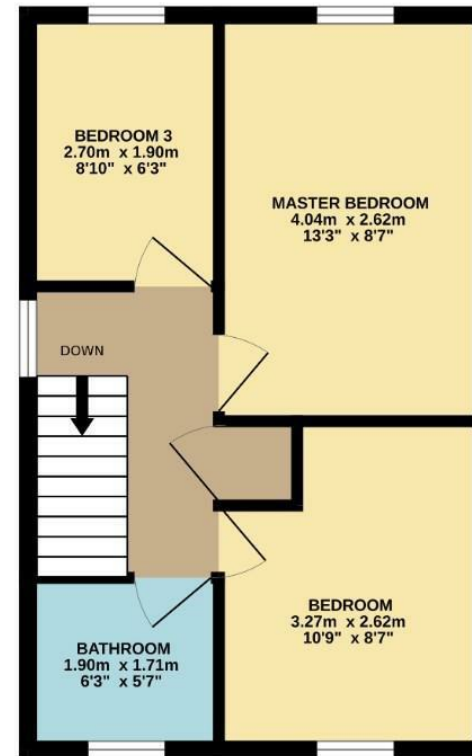 BEDROOM 3
2.70m x 1.90m
8'10" x 6'3"
MASTER BEDROOM
4.04m x 2.62m
13'3" x 8'7"
DOWN
BEDROOM
3.27m x 2.62m
10'9" x 8'7"
BATHROOM
1.90m x 1.71m
6'3" x 5'7"